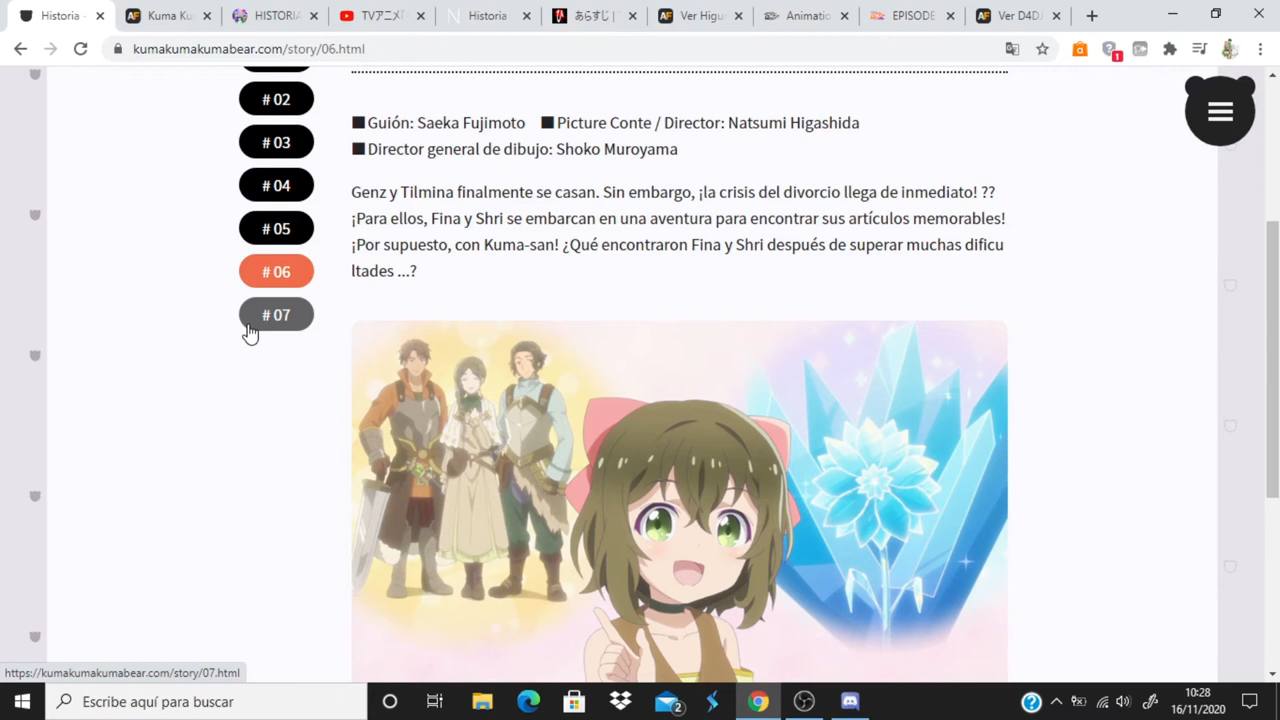 Historia -
Kuma Ku
HISTORIA
TVアニメ「
Historia
あらすじ | 
Ver Higu
Animatio
EPISODE
Ver D4DJ
kumakumakumabear.com/story/06.html
1
# 02
# 03
# 04
# 05
# 06
# 07
■Guión: Saeka Fujimoto ■Picture Conte / Director: Natsumi Higashida
■Director general de dibujo: Shoko Muroyama
Genz y Tilmina finalmente se casan. Sin embargo, ¡la crisis del divorcio llega de inmediato! ??
¡Para ellos, Fina y Shri se embarcan en una aventura para encontrar sus artículos memorables!
¡Por supuesto, con Kuma-san! ¿Qué encontraron Fina y Shri después de superar muchas dificu
ltades ...?
https://kumakumakumabear.com/story/07.html
Escribe aquí para buscar
2
10:28
16/11/2020